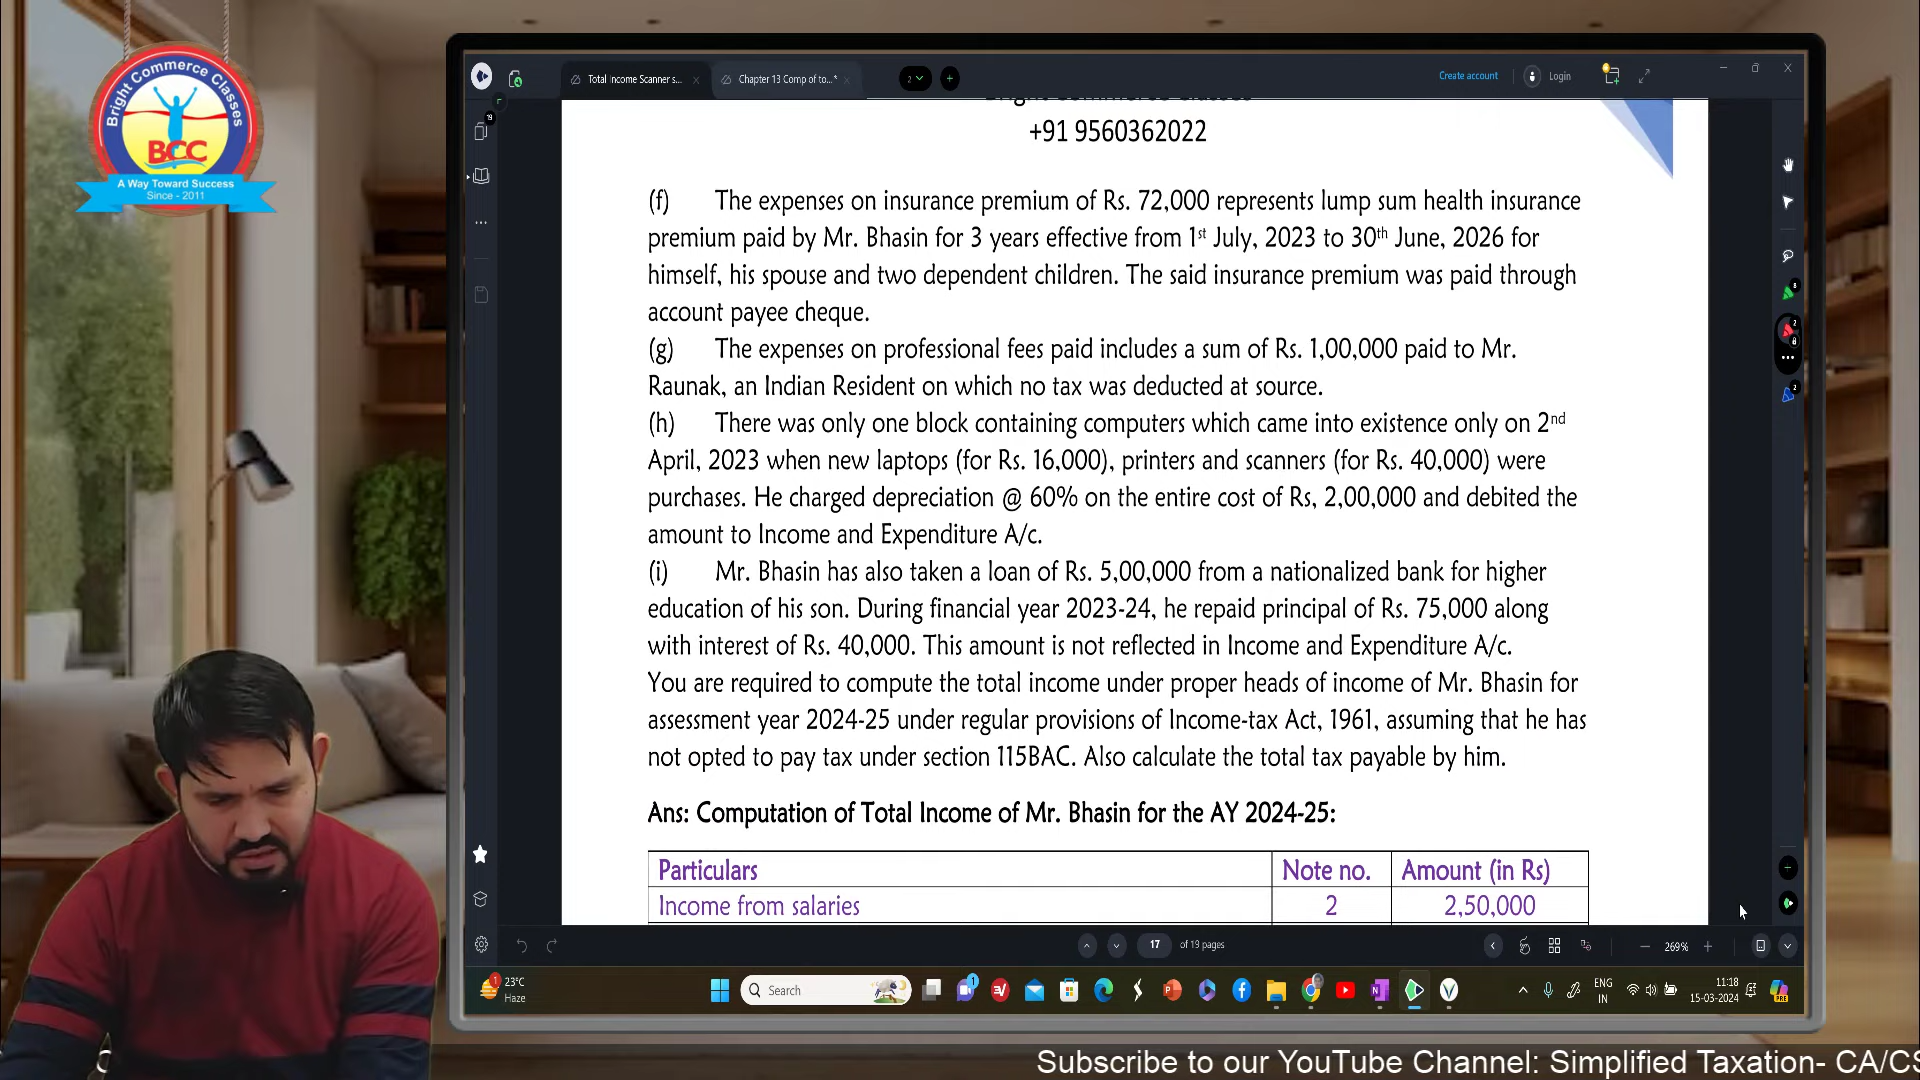 Bright Commerce Classes
BCC
A Way Toward Success
Since - 2011
Total Income Scanner s...
Chapter 13 Comp of to...*
2
Create account
Login
19
+91 9560362022
(f) The expenses on insurance premium of Rs. 72,000 represents lump sum health insurance
premium paid by Mr. Bhasin for 3 years effective from 1st July, 2023 to 30th June, 2026 for
himself, his spouse and two dependent children. The said insurance premium was paid through
account payee cheque.
(g) The expenses on professional fees paid includes a sum of Rs. 1,00,000 paid to Mr.
Raunak, an Indian Resident on which no tax was deducted at source.
(h) There was only one block containing computers which came into existence only on 2nd
April, 2023 when new laptops (for Rs. 16,000), printers and scanners (for Rs. 40,000) were
purchases. He charged depreciation @ 60% on the entire cost of Rs, 2,00,000 and debited the
amount to Income and Expenditure A/c.
(i) Mr. Bhasin has also taken a loan of Rs. 5,00,000 from a nationalized bank for higher
education of his son. During financial year 2023-24, he repaid principal of Rs. 75,000 along
with interest of Rs. 40,000. This amount is not reflected in Income and Expenditure A/c.
You are required to compute the total income under proper heads of income of Mr. Bhasin for
assessment year 2024-25 under regular provisions of Income-tax Act, 1961, assuming that he has
not opted to pay tax under section 115BAC. Also calculate the total tax payable by him.
Ans: Computation of Total Income of Mr. Bhasin for the AY 2024-25:
Particulars Note no. Amount (in Rs)
Income from salaries 2 2,50,000
17 of 19 pages
269%
23°C
Haze
Search
ENG
IN
11:18
15-03-2024
Subscribe to our YouTube Channel: Simplified Taxation- CA/CS